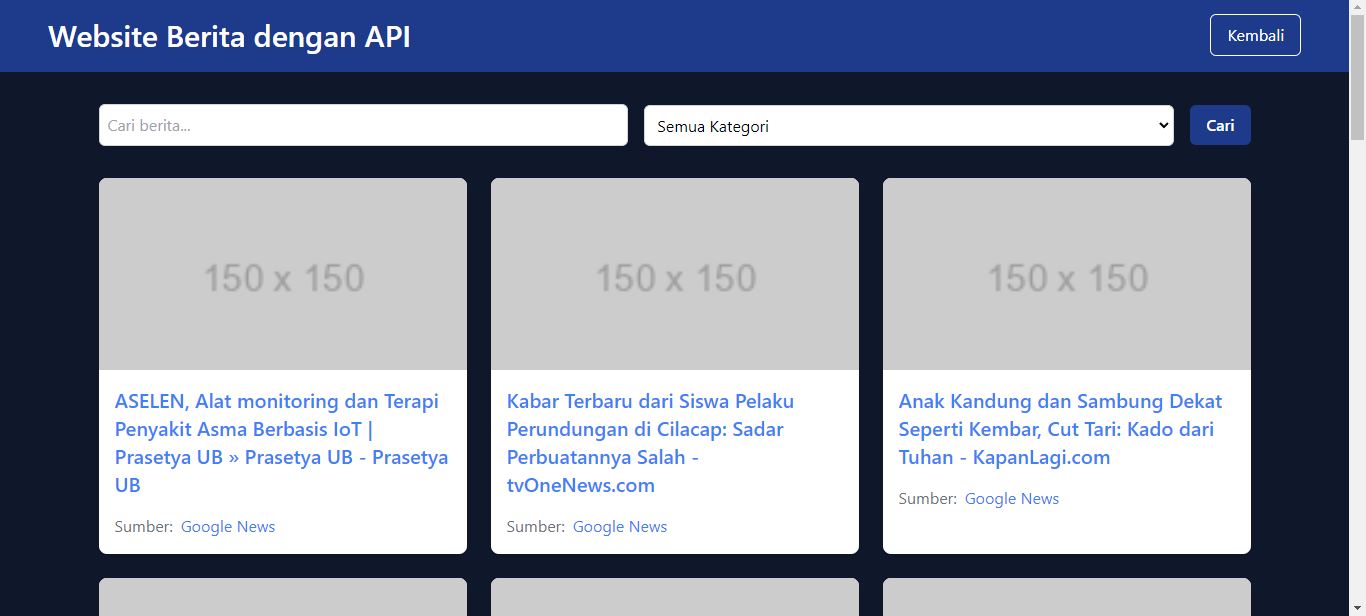 Website Berita dengan API
Kembali
Cari berita...
Semua Kategori
Cari
150 x 150
150 x 150
150 x 150
ASELEN, Alat monitoring dan Terapi
Penyakit Asma Berbasis IoT |
Prasetya UB » Prasetya UB - Prasetya
UB
Sumber: Google News
Kabar Terbaru dari Siswa Pelaku
Perundungan di Cilacap: Sadar
Perbuatannya Salah -
tvOneNews.com
Sumber: Google News
Anak Kandung dan Sambung Dekat
Seperti Kembar, Cut Tari: Kado dari
Tuhan - KapanLagi.com
Sumber: Google News